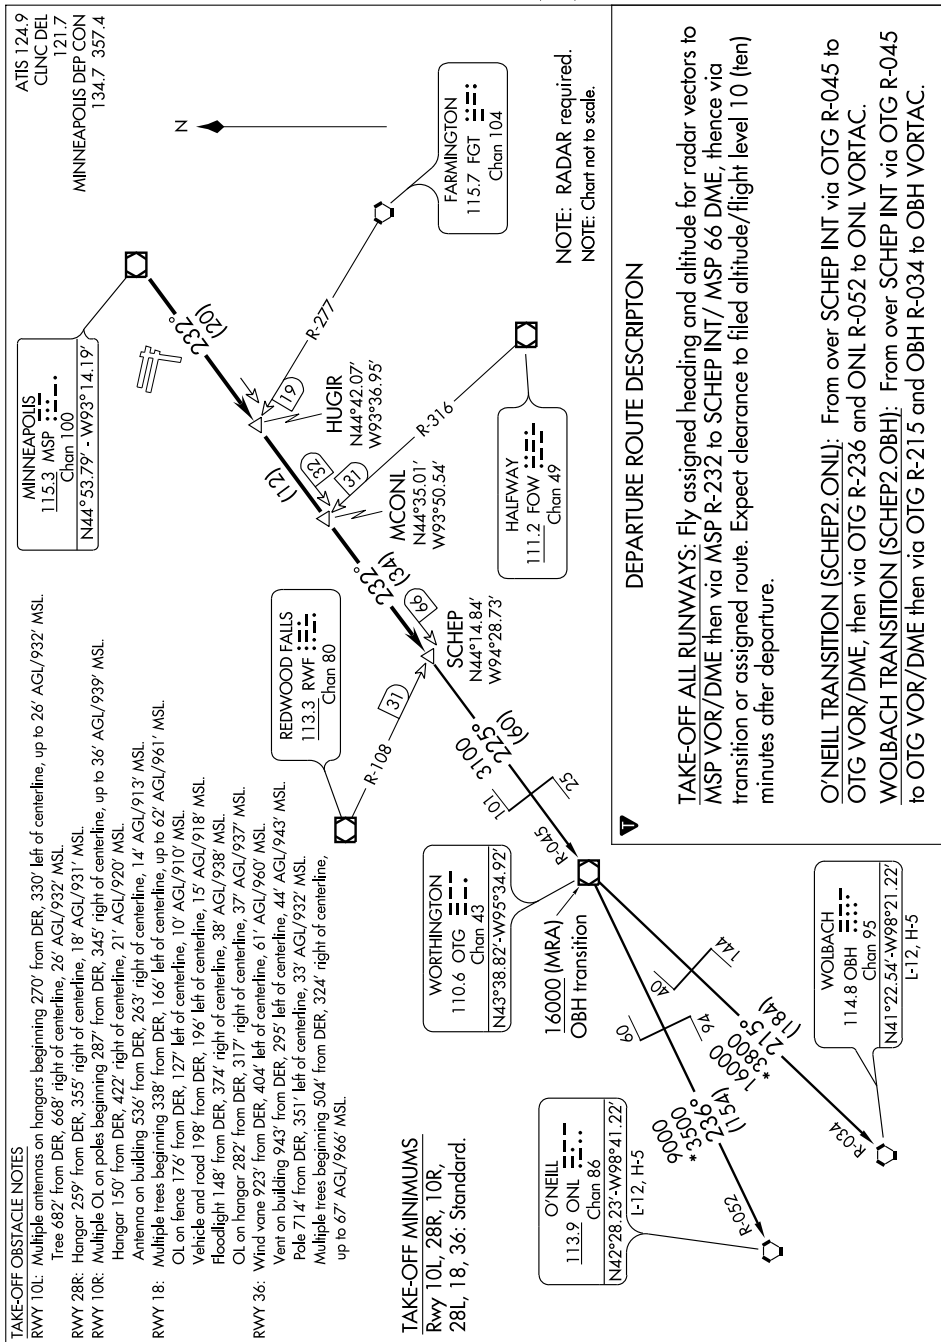 TAKE-OFF OBSTACLE NOTES
RWY 10L: Multiple antennas on hangars beginning 270' from DER, 330' left of centerline, up to 26' AGL/932' MSL.
Tree 682' from DER, 668' right of centerline, 26' AGL/932' MSL.
RWY 28R: Hangar 259' from DER, 355' right of centerline, 18' AGL/931' MSL.
RWY 10R: Multiple OL on poles beginning 287' from DER, 345' right of centerline, up to 36' AGL/939' MSL.
Hangar 150' from DER, 422' right of centerline, 21' AGL/920' MSL.
Antenna on building 536' from DER, 263' right of centerline, 14' AGL/913' MSL.
RWY 18: Multiple trees beginning 338' from DER, 166' left of centerline, up to 62' AGL/961' MSL.
OL on fence 176' from DER, 127' left of centerline, 10' AGL/910' MSL.
Vehicle and road 198' from DER, 196' left of centerline, 15' AGL/918' MSL.
Floodlight 148' from DER, 374' right of centerline, 38' AGL/938' MSL.
OL on hangar 282' from DER, 317' right of centerline, 37' AGL/937' MSL.
RWY 36: Wind vane 923' from DER, 404' left of centerline, 61' AGL/960' MSL.
Vent on building 943' from DER, 295' left of centerline, 44' AGL/943' MSL.
Pole 714' from DER, 351' left of centerline, 33' AGL/932' MSL.
Multiple trees beginning 504' from DER, 324' right of centerline,
up to 67' AGL/966' MSL.
TAKE-OFF MINIMUMS
Rwy 10L, 28R, 10R,
28L, 18, 36: Standard.
ATIS 124.9
CLNC DEL
121.7
MINNEAPOLIS DEP CON
134.7 357.4
N
MINNEAPOLIS
115.3 MSP
Chan 100
N44°53.79' - W93°14.19'
232°
(20)
FARMINGTON
115.7 FGT
Chan 104
R-277
19
HUGIR
N44°42.07'
W93°36.95'
(12)
32
31
R-316
MCONL
N44°35.01'
W93°50.54'
HALFWAY
111.2 FOW
Chan 49
232°
(34)
66
REDWOOD FALLS
113.3 RWF
Chan 80
R-108
31
SCHEP
N44°14.84'
W94°28.73'
3100
225°
(60)
101
25
R-045
WORTHINGTON
110.6 OTG
Chan 43
N43°38.82'-W95°34.92'
16000 (MRA)
OBH transition
90
94
40
144
9000
*3500
236°
(154)
R-052
16000
*3800
215°
(184)
R-034
O'NEILL
113.9 ONL
Chan 86
N42°28.23'-W98°41.22'
L-12, H-5
WOLBACH
114.8 OBH
Chan 95
N41°22.54'-W98°21.22'
L-12, H-5
NOTE: RADAR required.
NOTE: Chart not to scale.
T
DEPARTURE ROUTE DESCRIPTON
TAKE-OFF ALL RUNWAYS: Fly assigned heading and altitude for radar vectors to
MSP VOR/DME then via MSP R-232 to SCHEP INT/ MSP 66 DME, thence via
transition or assigned route. Expect clearance to filed altitude/flight level 10 (ten)
minutes after departure.
O'NEILL TRANSITION (SCHEP2.ONL): From over SCHEP INT via OTG R-045 to
OTG VOR/DME, then via OTG R-236 and ONL R-052 to ONL VORTAC.
WOLBACH TRANSITION (SCHEP2.OBH): From over SCHEP INT via OTG R-045
to OTG VOR/DME then via OTG R-215 and OBH R-034 to OBH VORTAC.